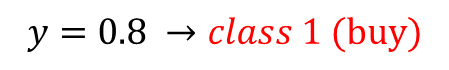 y = 0.8 → class 1 (buy)